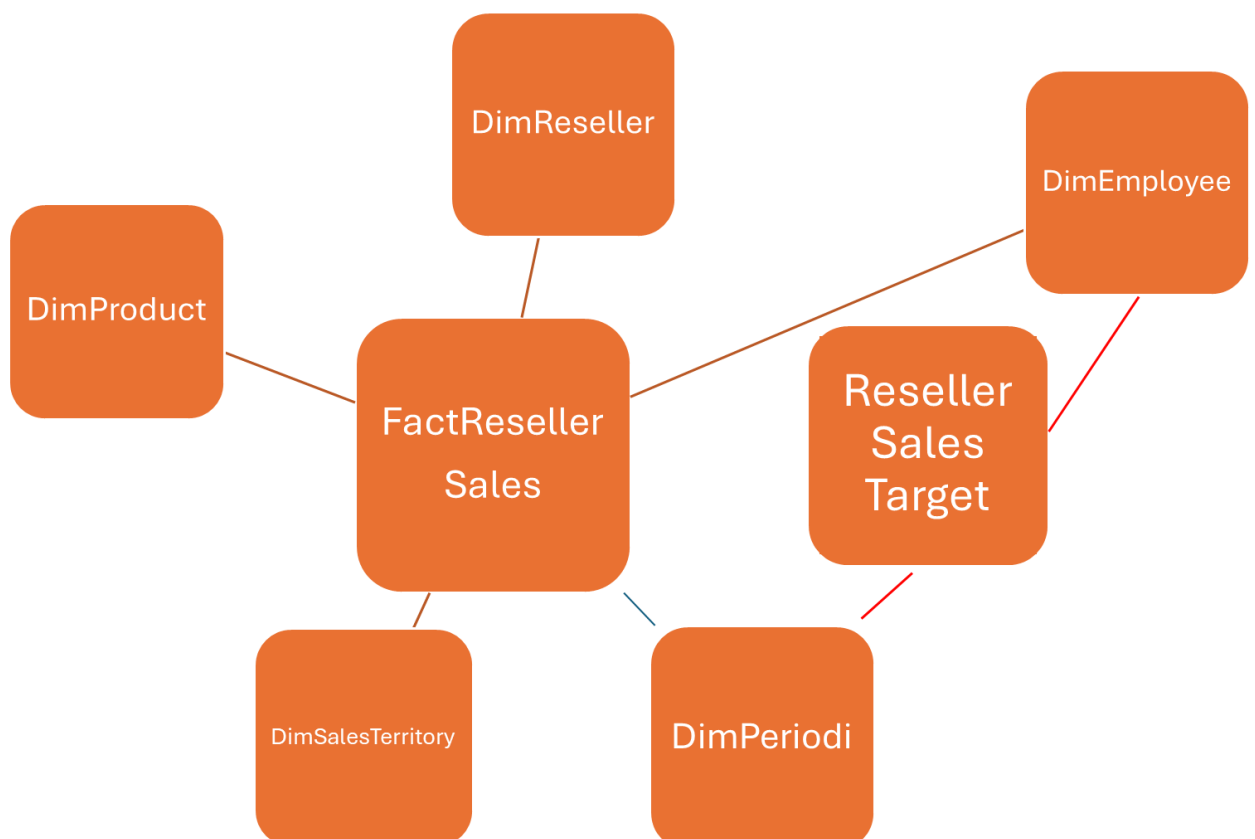 DimReseller
DimEmployee
DimProduct
FactReseller
Sales
Reseller
Sales
Target
DimSalesTerritory
DimPeriodi